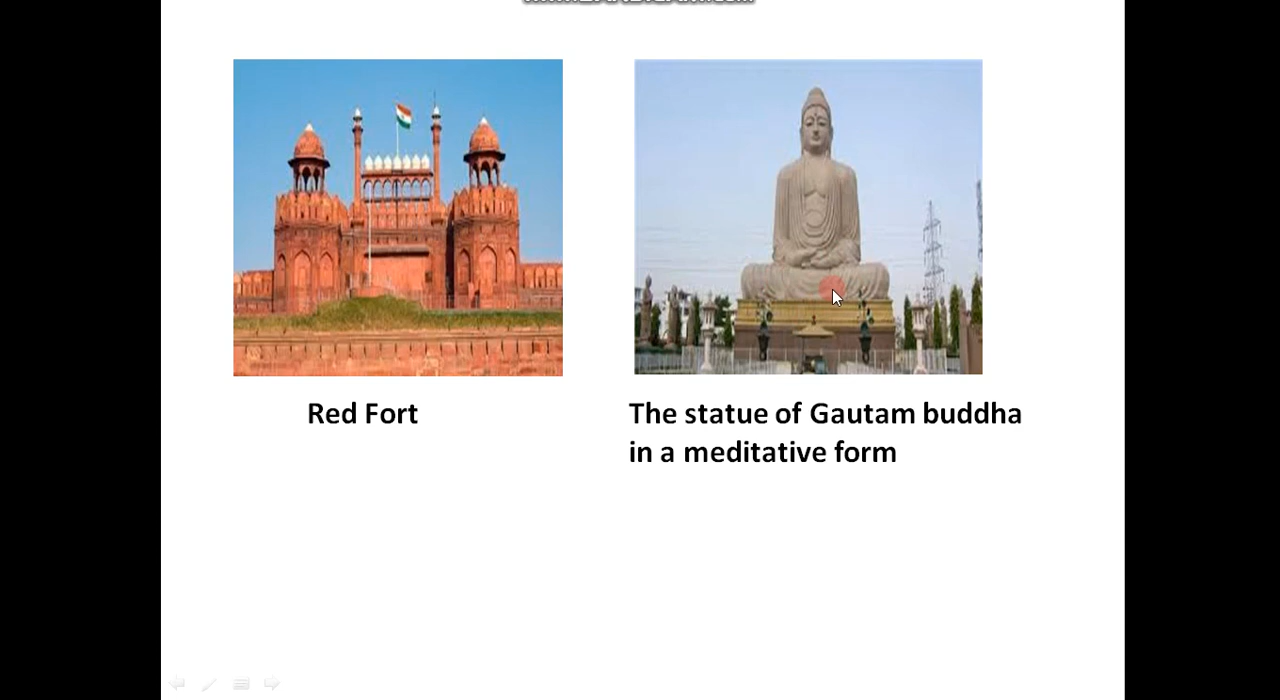 Red Fort
The statue of Gautam buddha
in a meditative form